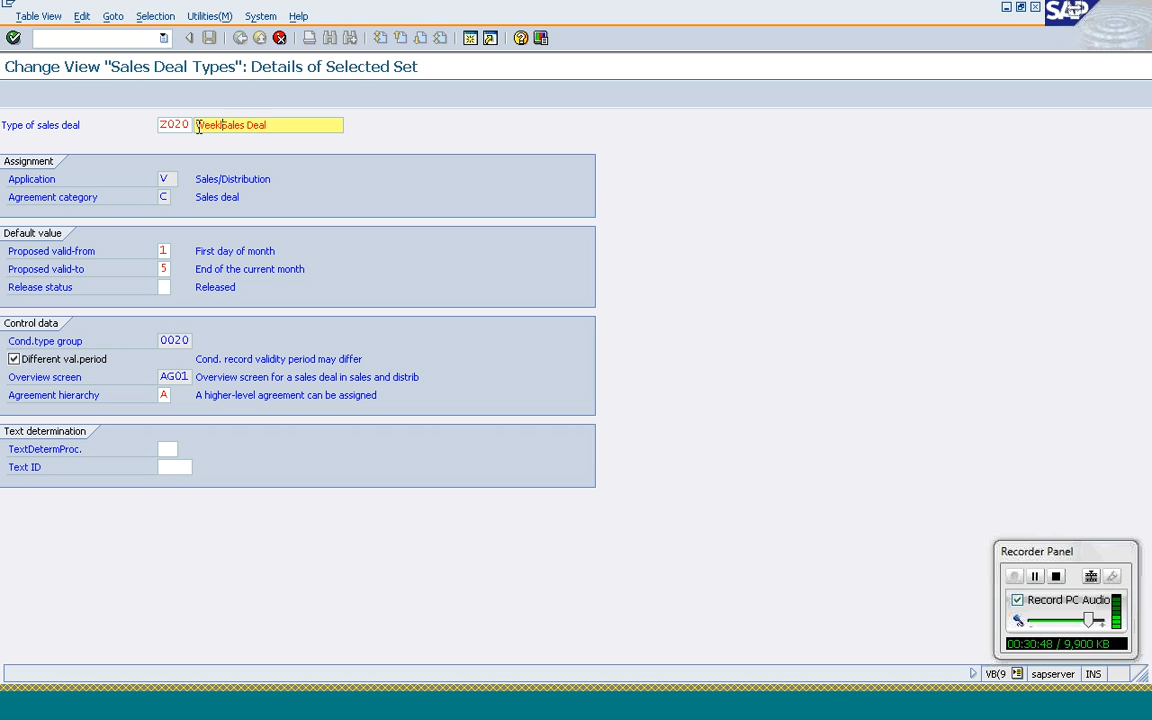 Table View Edit Goto Selection Utilities(M) System Help
SAP
Change View "Sales Deal Types": Details of Selected Set
Type of sales deal Z020 WeekSales Deal
Assignment
Application V Sales/Distribution
Agreement category C Sales deal
Default value
Proposed valid-from 1 First day of month
Proposed valid-to 5 End of the current month
Release status Released
Control data
Cond.type group 0020
Different val.period Cond. record validity period may differ
Overview screen AG01 Overview screen for a sales deal in sales and distrib
Agreement hierarchy A A higher-level agreement can be assigned
Text determination
TextDetermProc.
Text ID
Recorder Panel
Record PC Audio
00:30:48 / 9,900 KB
VB(9 sapserver INS